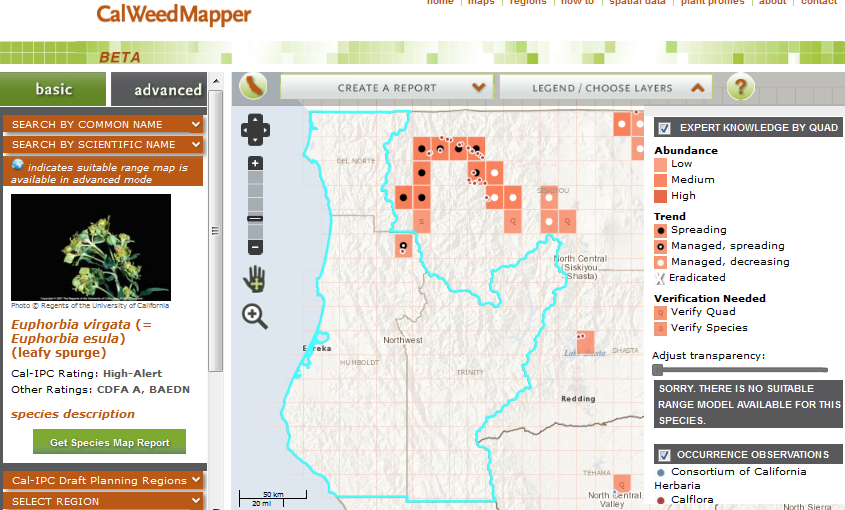 home | maps | regions | how to | spatial data | plant profiles | about | contact
CalWeedMapper
BETA
basic
advanced
SEARCH BY COMMON NAME
SEARCH BY SCIENTIFIC NAME
indicates suitable range map is
available in advanced mode
Photo © Regents of the University of California
Euphorbia virgata (=
Euphorbia esula)
(leafy spurge)
Cal-IPC Rating: High-Alert
Other Ratings: CDFA A, BAEDN
species description
Get Species Map Report
Cal-IPC Draft Planning Regions
SELECT REGION
CREATE A REPORT
LEGEND / CHOOSE LAYERS
?
DEL NORTE
SISKIYOU
S
Q
Q
North Central
(Siskiyou
-Shasta)
Eureka
Northwest
HUMBOLDT
TRINITY
Lake Shasta
SHASTA
Redding
TEHAMA
Q
North Central
Valley
North Sierra
50 km
20 mi
EXPERT KNOWLEDGE BY QUAD
Abundance
Low
Medium
High
Trend
Spreading
Managed, spreading
Managed, decreasing
Eradicated
Verification Needed
Q Verify Quad
S Verify Species
Adjust transparency:
SORRY. THERE IS NO SUITABLE
RANGE MODEL AVAILABLE FOR THIS
SPECIES.
OCCURRENCE OBSERVATIONS
Consortium of California
Herbaria
Calflora